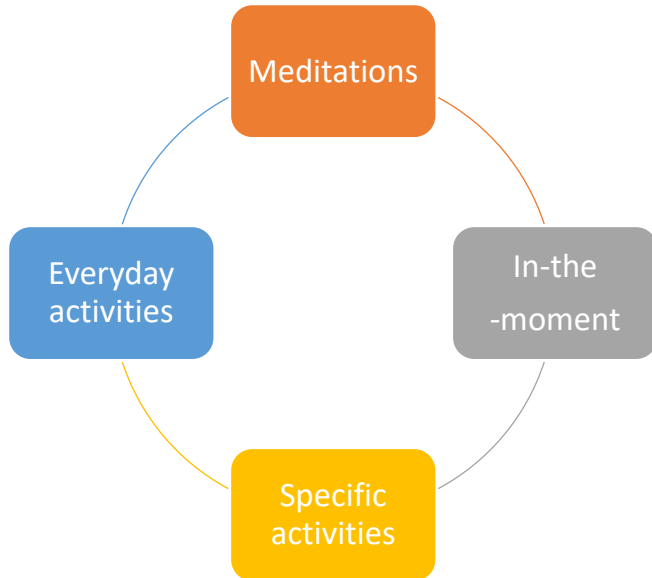 Meditations
In-the
-moment
Specific
activities
Everyday
activities